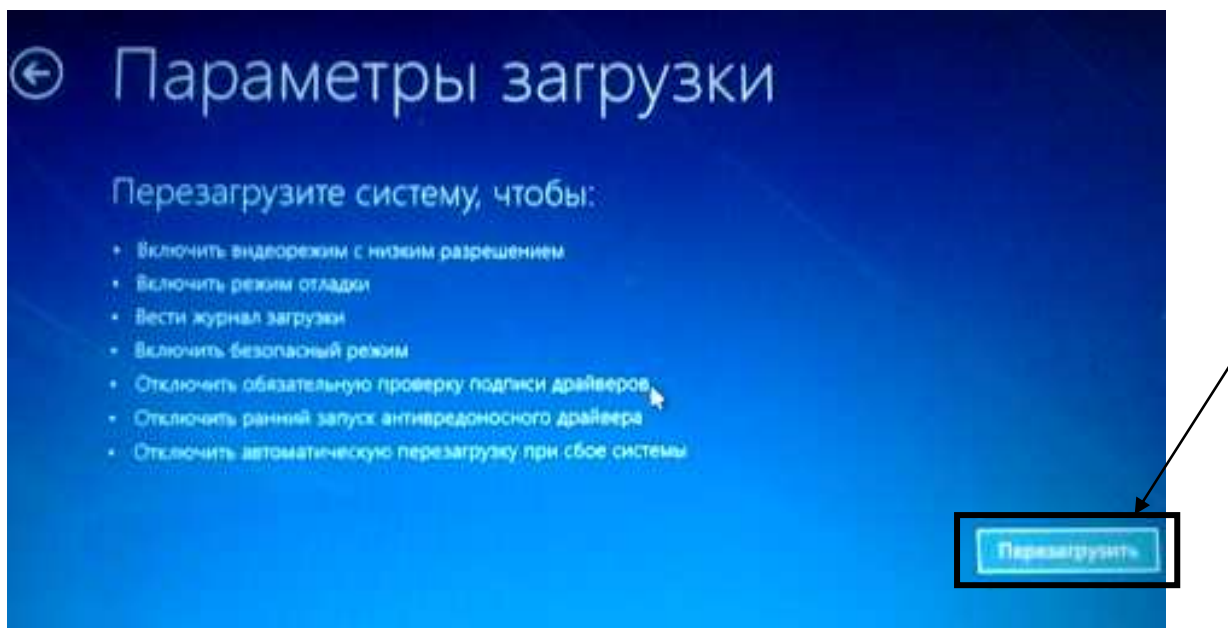 Параметры загрузки
Перезагрузите систему, чтобы:
• Включить видеорежим с низким разрешением
• Включить режим отладки
• Вести журнал загрузки
• Включить безопасный режим
• Отключить обязательную проверку подписи драйверов
• Отключить ранний запуск антивредоносного драйвера
• Отключить автоматическую перезагрузку при сбое системы
Перезагрузить